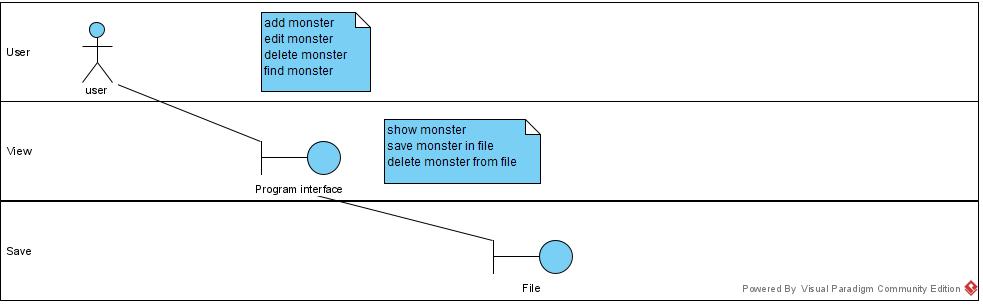 User
user
add monster
edit monster
delete monster
find monster
View
Program interface
show monster
save monster in file
delete monster from file
Save
File
Powered By Visual Paradigm Community Edition